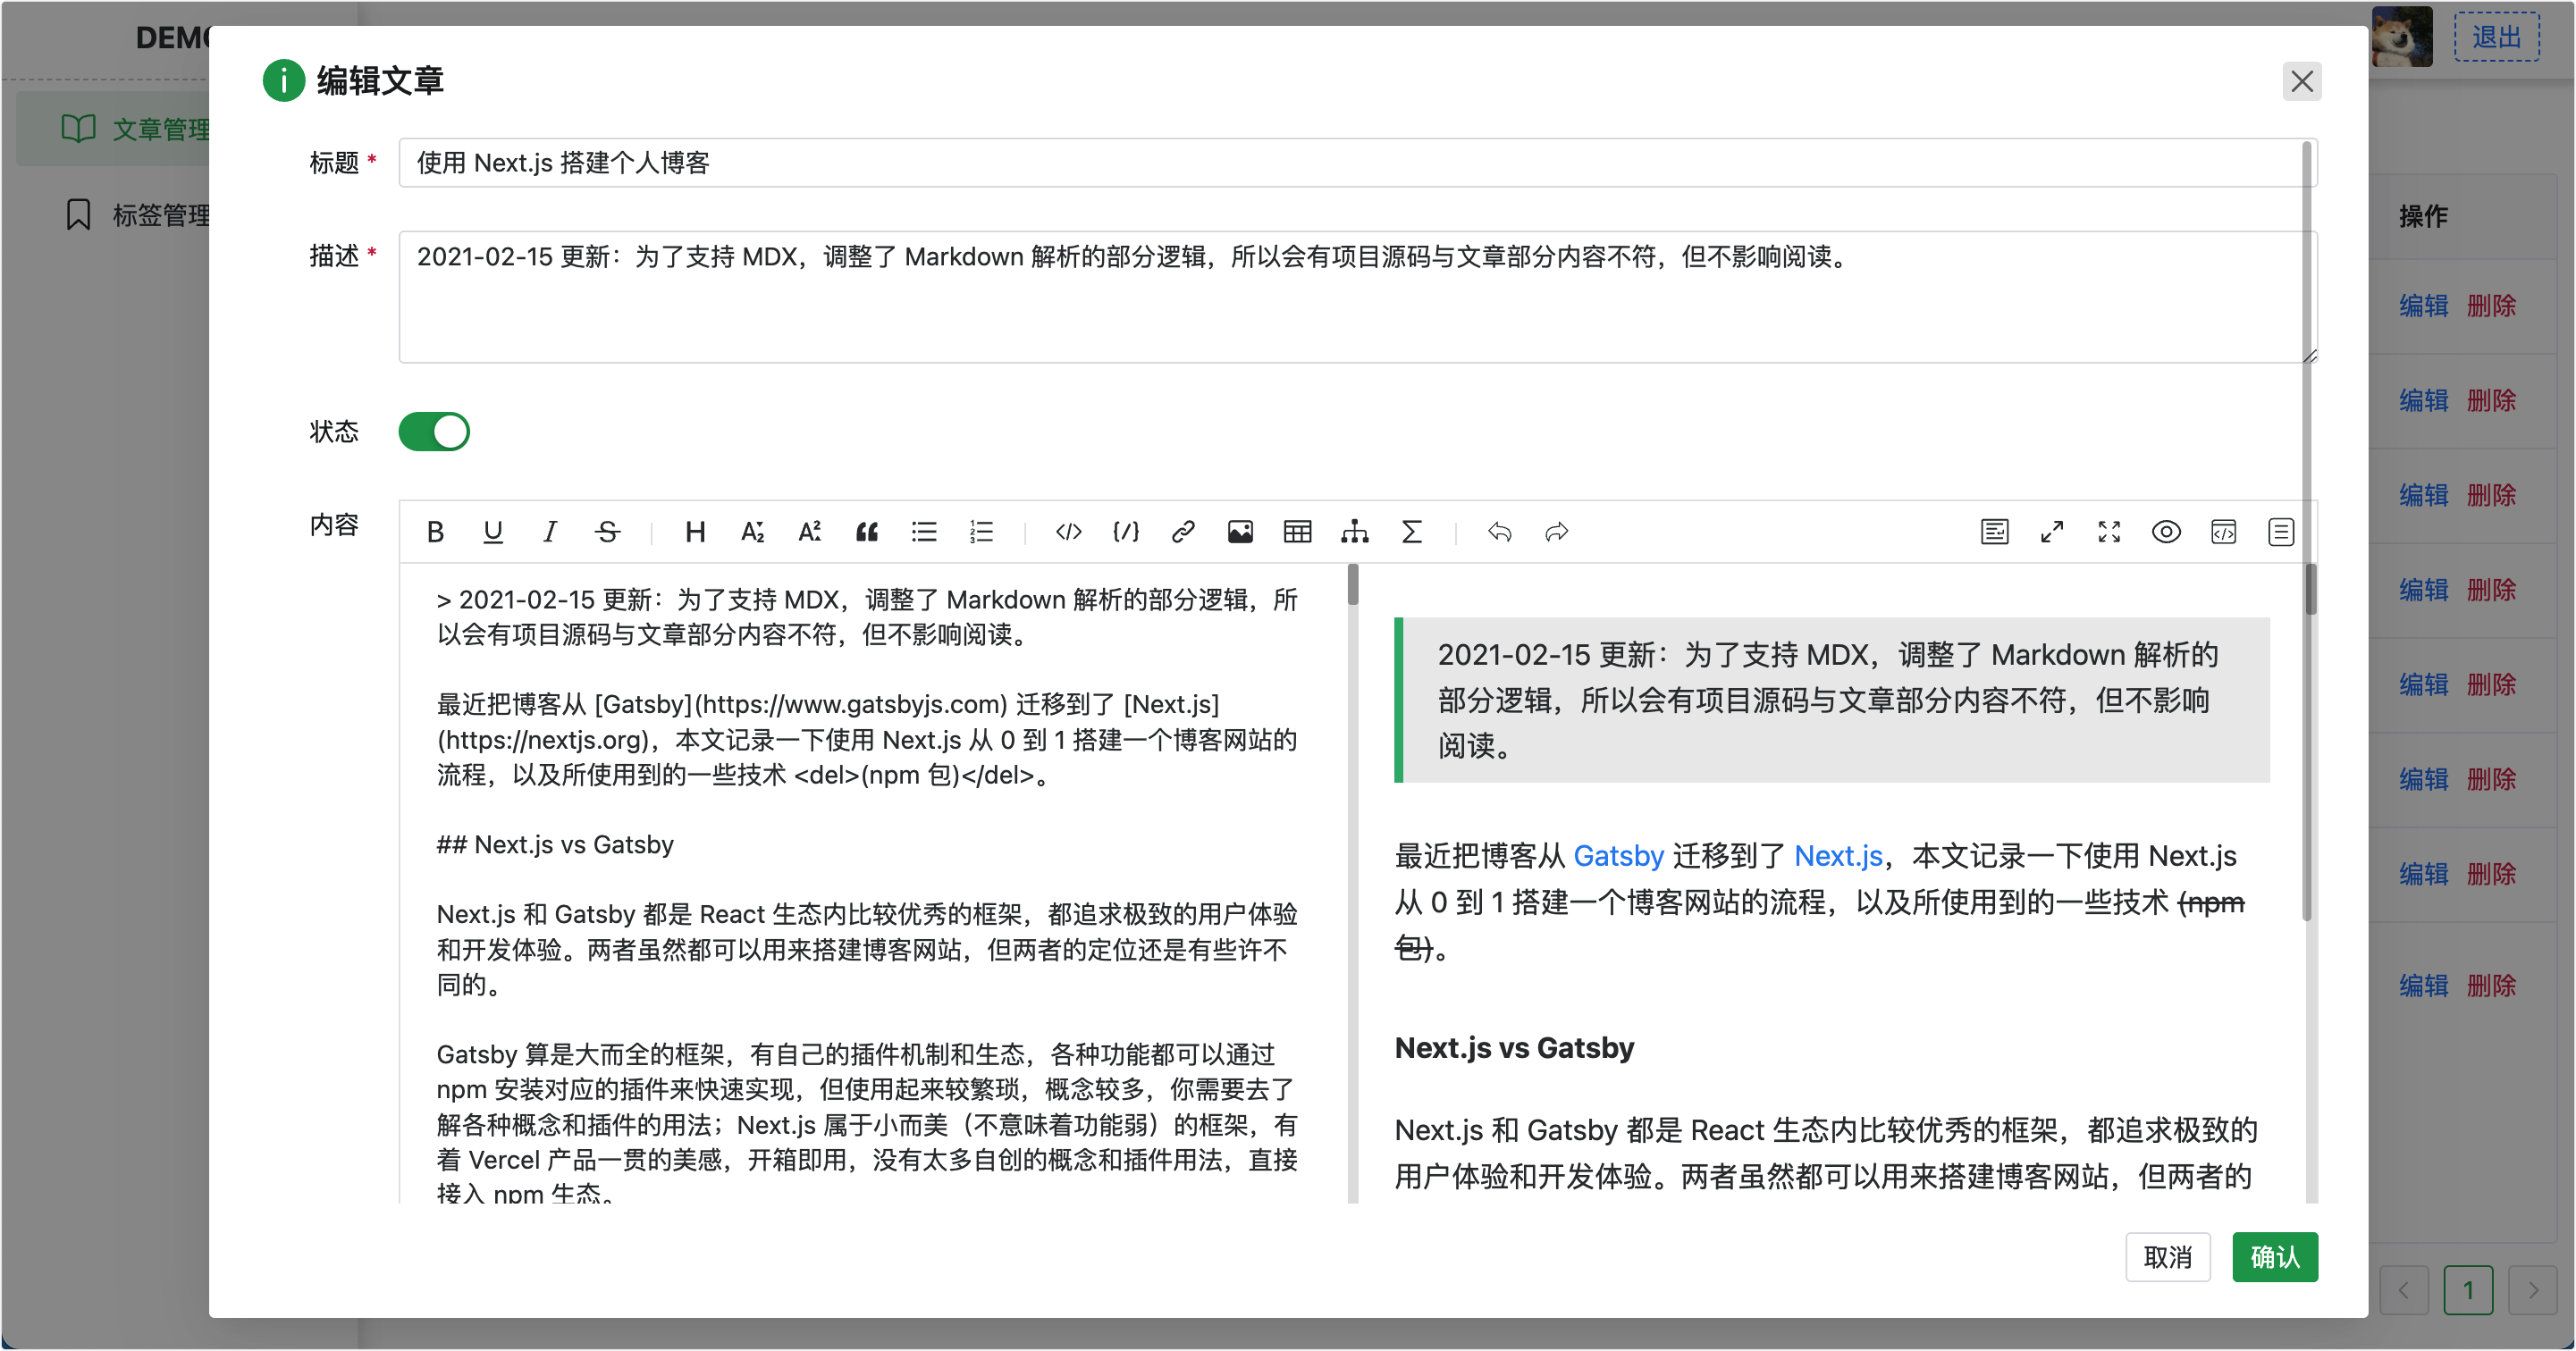 DEMO
退出
文章管理
标签管理
编辑文章
标题 *
使用 Next.js 搭建个人博客
描述 *
2021-02-15 更新：为了支持 MDX，调整了 Markdown 解析的部分逻辑，所以会有项目源码与文章部分内容不符，但不影响阅读。
状态
内容
> 2021-02-15 更新：为了支持 MDX，调整了 Markdown 解析的部分逻辑，所
以会有项目源码与文章部分内容不符，但不影响阅读。
最近把博客从 [Gatsby](https://www.gatsbyjs.com) 迁移到了 [Next.js]
(https://nextjs.org)，本文记录一下使用 Next.js 从 0 到 1 搭建一个博客网站的
流程，以及所使用到的一些技术 <del>(npm 包)</del>。
## Next.js vs Gatsby
Next.js 和 Gatsby 都是 React 生态内比较优秀的框架，都追求极致的用户体验
和开发体验。两者虽然都可以用来搭建博客网站，但两者的定位还是有些许不
同的。
Gatsby 算是大而全的框架，有自己的插件机制和生态，各种功能都可以通过
npm 安装对应的插件来快速实现，但使用起来较繁琐，概念较多，你需要去了
解各种概念和插件的用法；Next.js 属于小而美（不意味着功能弱）的框架，有
着 Vercel 产品一贯的美感，开箱即用，没有太多自创的概念和插件用法，直接
接入 npm 生态。
2021-02-15 更新：为了支持 MDX，调整了 Markdown 解析的
部分逻辑，所以会有项目源码与文章部分内容不符，但不影响
阅读。
最近把博客从 Gatsby 迁移到了 Next.js，本文记录一下使用 Next.js
从 0 到 1 搭建一个博客网站的流程，以及所使用到的一些技术 (npm
包)。
Next.js vs Gatsby
Next.js 和 Gatsby 都是 React 生态内比较优秀的框架，都追求极致的
用户体验和开发体验。两者虽然都可以用来搭建博客网站，但两者的
取消
确认
操作
编辑 删除
编辑 删除
编辑 删除
编辑 删除
编辑 删除
编辑 删除
编辑 删除
编辑 删除
1